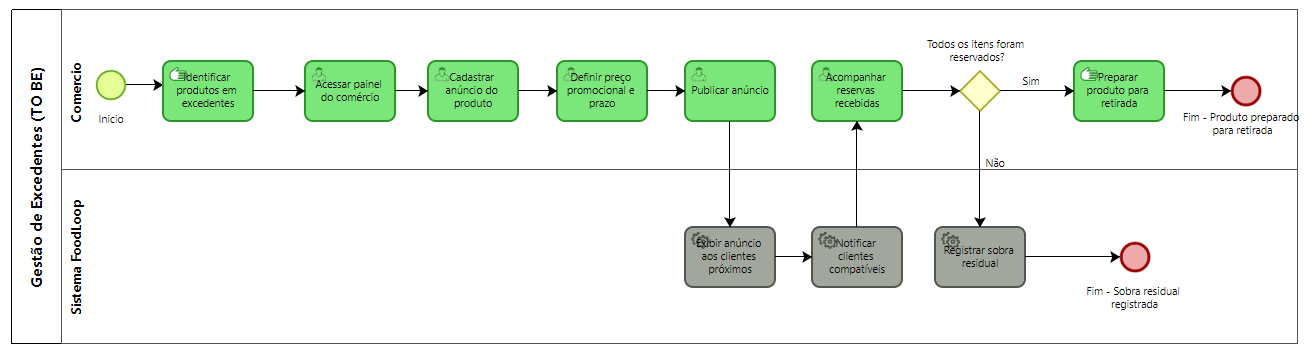 Gestão de Excedentes (TO BE)
Comercio
Inicio
Identificar
produtos em
excedentes
Acessar painel
do comércio
Cadastrar
anúncio do
produto
Definir preço
promocional e
prazo
Publicar anúncio
Acompanhar
reservas
recebidas
Todos os itens foram
reservados?
Sim
Não
Preparar
produto para
retirada
Fim - Produto preparado
para retirada
Sistema FoodLoop
Exibir anúncio
aos clientes
próximos
Notificar
clientes
compatíveis
Registrar sobra
residual
Fim - Sobra residual
registrada